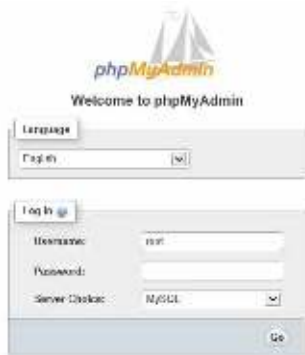 phpMyAdmin
Welcome to phpMyAdmin
Language
English
Log in
Username:
root
Password:
Server Choice:
MySQL
Go